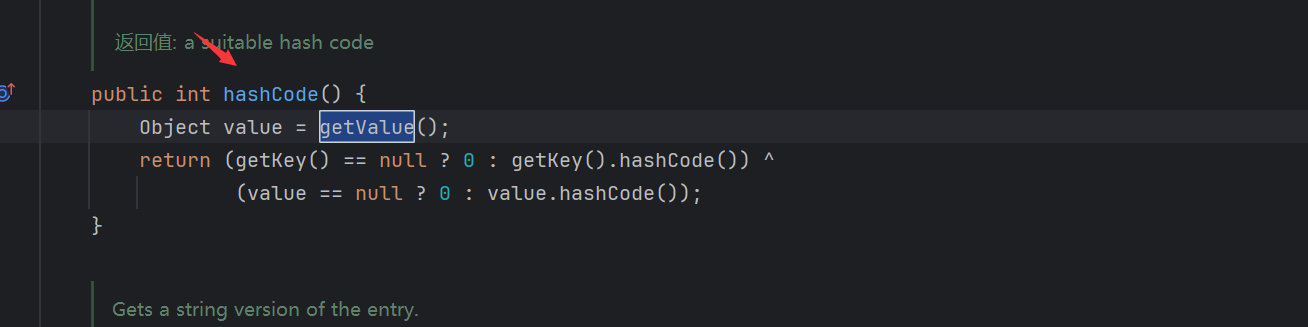 返回值: a suitable hash code
public int hashCode() {
Object value = getValue();
return (getKey() == null ? 0 : getKey().hashCode()) ^
(value == null ? 0 : value.hashCode());
}
Gets a string version of the entry.